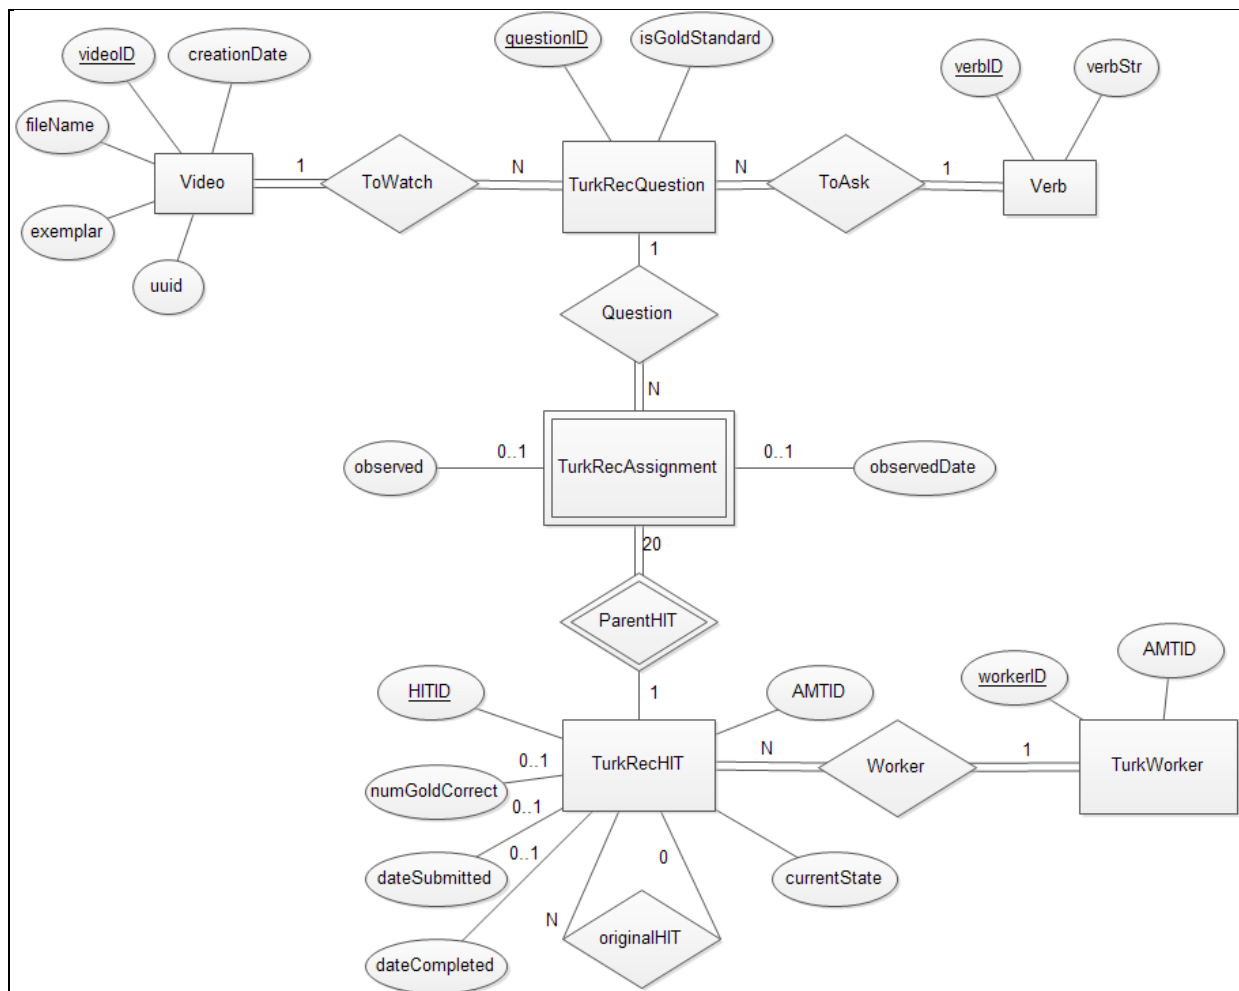 questionID
isGoldStandard
videoID
creationDate
verbID
verbStr
fileName
1
N
N
1
Video
ToWatch
TurkRecQuestion
ToAsk
Verb
exemplar
1
uuid
Question
N
0..1
0..1
observed
TurkRecAssignment
observedDate
20
ParentHIT
AMTID
HITID
1
AMTID
workerID
0..1
N
1
TurkRecHIT
Worker
TurkWorker
numGoldCorrect
0..1
0..1
0
dateSubmitted
currentState
N
originalHIT
dateCompleted